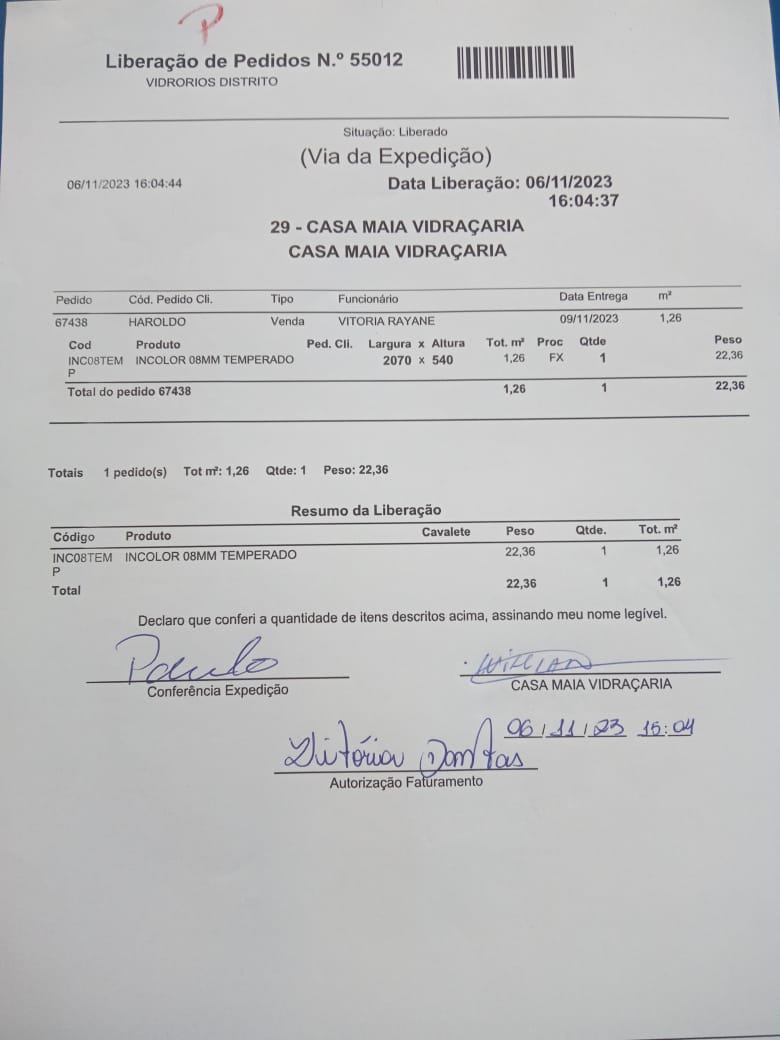 P
Liberação de Pedidos N.º 55012
VIDRORIOS DISTRITO
Situação: Liberado
(Via da Expedição)
06/11/2023 16:04:44 Data Liberação: 06/11/2023
16:04:37
29 - CASA MAIA VIDRAÇARIA
CASA MAIA VIDRAÇARIA
Pedido Cód. Pedido Cli. Tipo Funcionário Data Entrega m²
67438 HAROLDO Venda VITORIA RAYANE 09/11/2023 1,26
Cod Produto Ped. Cli. Largura x Altura Tot. m² Proc Qtde Peso
INC08TEM INCOLOR 08MM TEMPERADO 2070 x 540 1,26 FX 1 22,36
P
Total do pedido 67438 1,26 1 22,36
Totais 1 pedido(s) Tot m²: 1,26 Qtde: 1 Peso: 22,36
Resumo da Liberação
Código Produto Cavalete Peso Qtde. Tot. m²
INC08TEM INCOLOR 08MM TEMPERADO 22,36 1 1,26
P
Total 22,36 1 1,26
Declaro que conferi a quantidade de itens descritos acima, assinando meu nome legível.
Paulo WILLIAN
Conferência Expedição CASA MAIA VIDRAÇARIA
06/11/23 15:04
Vitória Dantas
Autorização Faturamento